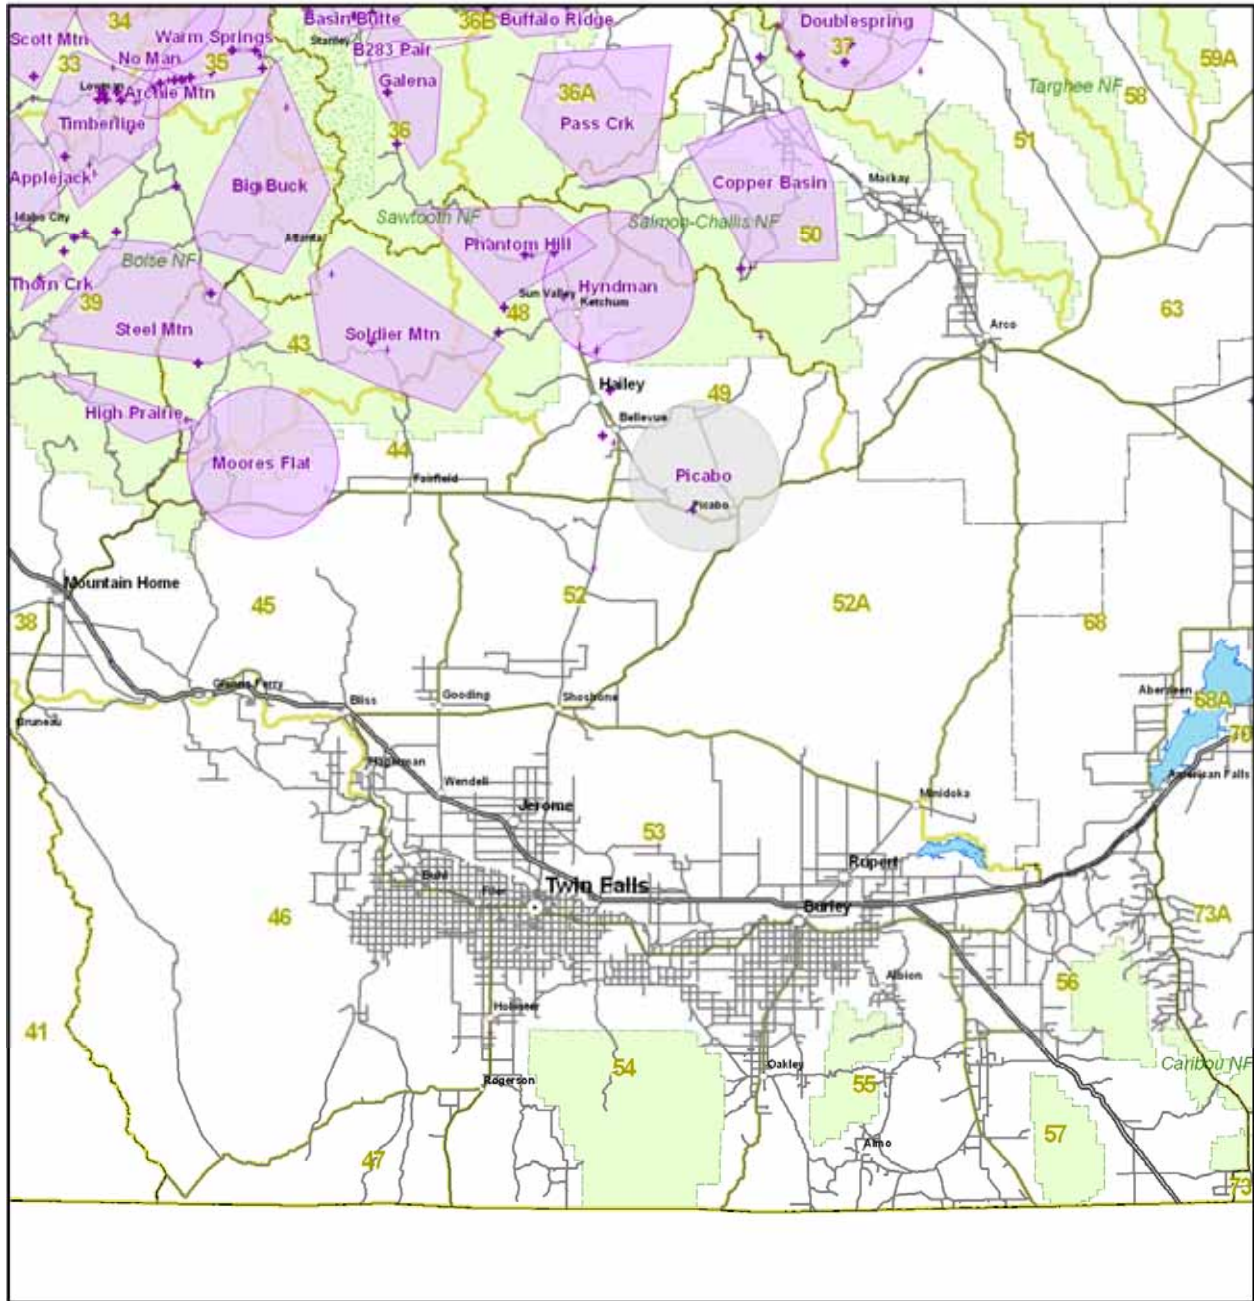 34
Basin Butte
36B
Buffalo Ridge
Doublespring
Scott Mtn
Warm Springs
Stanley
B283 Pair
37
33
No Man
35
59A
Galena
36A
Targhee NF
58
Archie Mtn
Timberline
36
Pass Crk
51
Applejack
Big Buck
Copper Basin
Mackay
Idaho City
Sawtooth NF
Salmon-Challis NF
Atlanta
Phantom Hill
50
Boise NF
Thorn Crk
39
Hyndman
Sun Valley
Ketchum
48
63
Steel Mtn
Soldier Mtn
Arco
43
Hailey
49
High Prairie
Bellevue
44
Moores Flat
Fairfield
Picabo
Picabo
Mountain Home
45
52
52A
38
68
Glenns Ferry
Aberdeen
Bliss
Gooding
Shoshone
68A
Bruneau
70
Hagerman
Wendell
American Falls
Jerome
Minidoka
53
Rupert
Buhl
Filer
Twin Falls
Burley
46
73A
Albion
56
Hollister
41
54
Oakley
Caribou NF
Rogerson
55
57
Almo
47
73